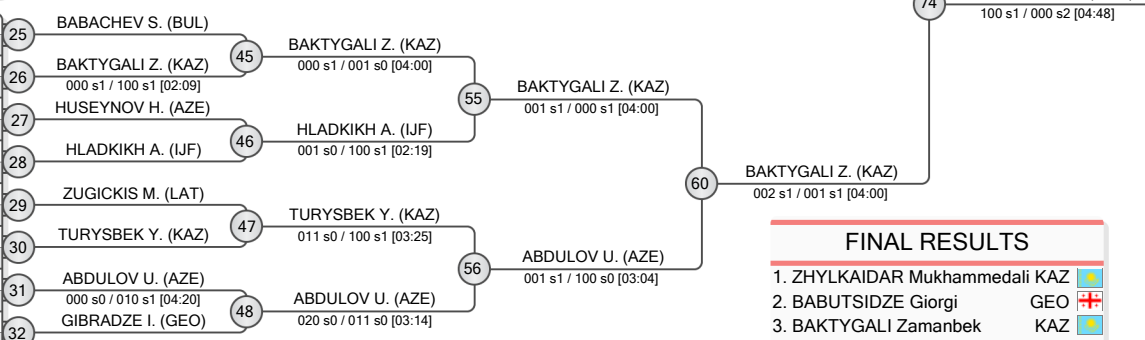 74
100 s1 / 000 s2 [04:48]
25
BABACHEV S. (BUL)
26
BAKTYGALI Z. (KAZ)
000 s1 / 100 s1 [02:09]
27
HUSEYNOV H. (AZE)
28
HLADKIKH A. (IJF)
29
ZUGICKIS M. (LAT)
30
TURYSBEK Y. (KAZ)
31
ABDULOV U. (AZE)
000 s0 / 010 s1 [04:20]
32
GIBRADZE I. (GEO)
45
BAKTYGALI Z. (KAZ)
000 s1 / 001 s0 [04:00]
46
HLADKIKH A. (IJF)
001 s0 / 100 s1 [02:19]
47
TURYSBEK Y. (KAZ)
011 s0 / 100 s1 [03:25]
48
ABDULOV U. (AZE)
020 s0 / 011 s0 [03:14]
55
BAKTYGALI Z. (KAZ)
001 s1 / 000 s1 [04:00]
56
ABDULOV U. (AZE)
001 s1 / 100 s0 [03:04]
60
BAKTYGALI Z. (KAZ)
002 s1 / 001 s1 [04:00]
FINAL RESULTS
1. ZHYLKAIDAR Mukhammedali KAZ
2. BABUTSIDZE Giorgi GEO
3. BAKTYGALI Zamanbek KAZ